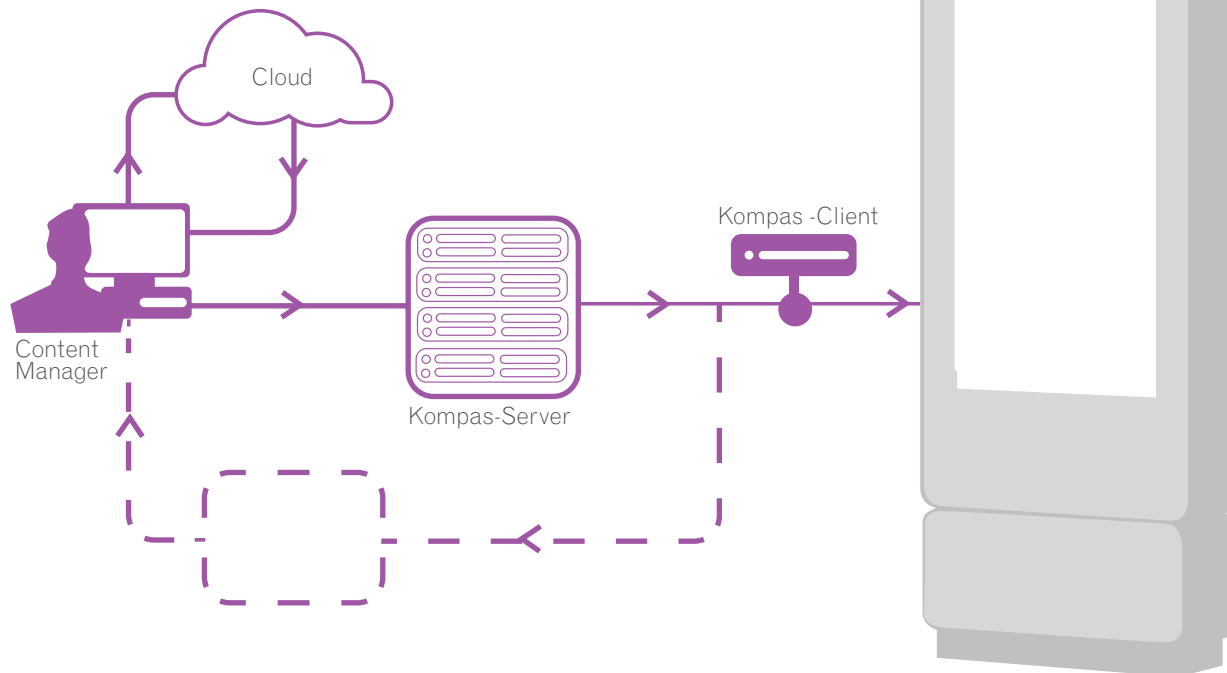 Cloud
Kompas -Client
Content
Manager
Kompas-Server